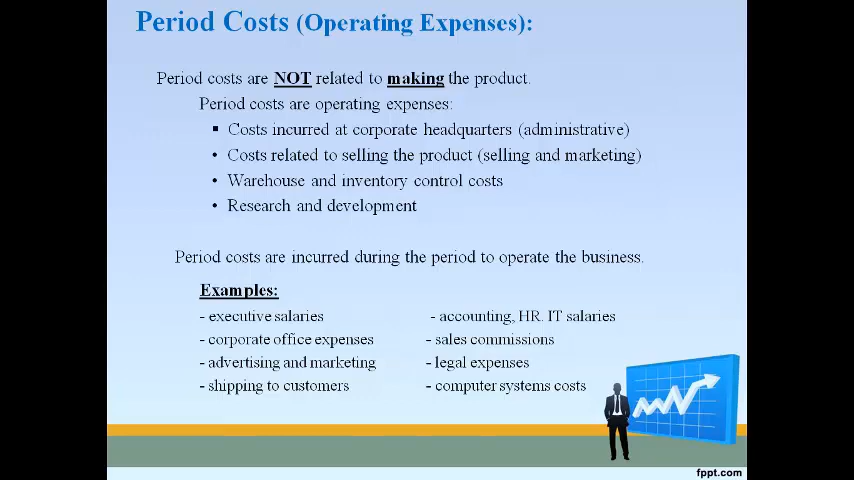 Period Costs (Operating Expenses):
Period costs are NOT related to making the product.
Period costs are operating expenses:
▪ Costs incurred at corporate headquarters (administrative)
• Costs related to selling the product (selling and marketing)
• Warehouse and inventory control costs
• Research and development
Period costs are incurred during the period to operate the business.
Examples:
- executive salaries - accounting, HR. IT salaries
- corporate office expenses - sales commissions
- advertising and marketing - legal expenses
- shipping to customers - computer systems costs
fppt.com